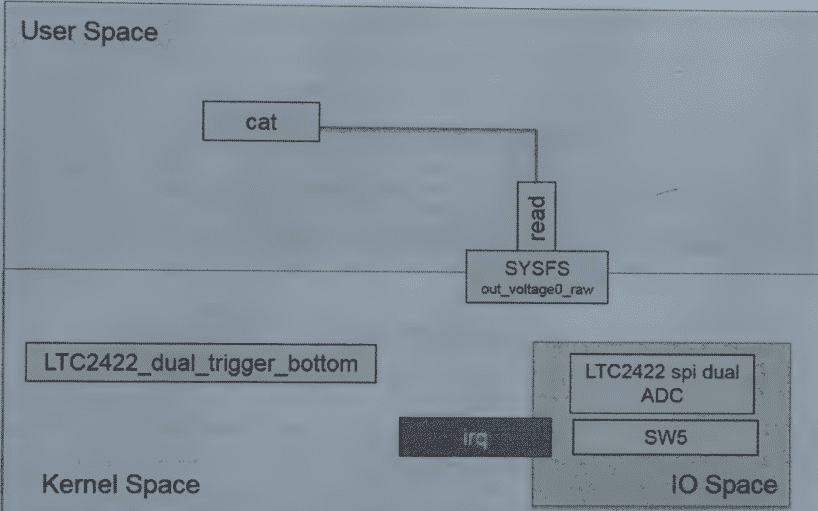 User Space
cat
read
SYSFS
out_voltage0_raw
LTC2422_dual_trigger_bottom
LTC2422 spi dual
ADC
irq
SW5
Kernel Space
IO Space